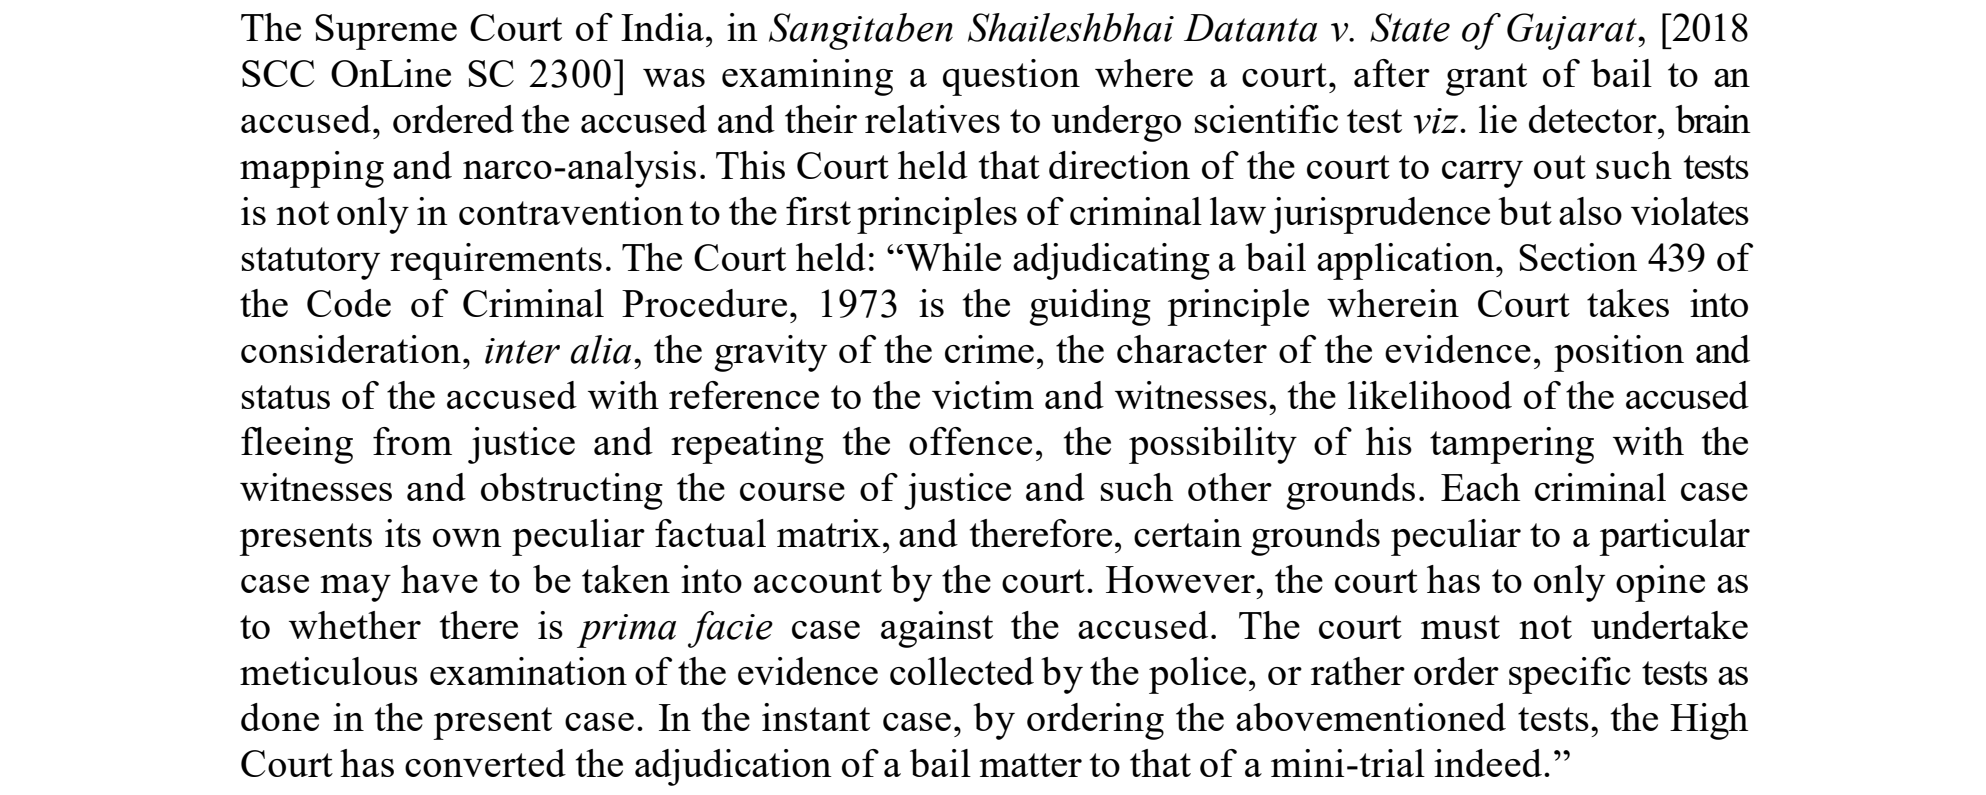 The Supreme Court of India, in Sangitaben Shaileshbhai Datanta v. State of Gujarat, [2018
SCC OnLine SC 2300] was examining a question where a court, after grant of bail to an
accused, ordered the accused and their relatives to undergo scientific test viz. lie detector, brain
mapping and narco-analysis. This Court held that direction of the court to carry out such tests
is not only in contravention to the first principles of criminal law jurisprudence but also violates
statutory requirements. The Court held: “While adjudicating a bail application, Section 439 of
the Code of Criminal Procedure, 1973 is the guiding principle wherein Court takes into
consideration, inter alia, the gravity of the crime, the character of the evidence, position and
status of the accused with reference to the victim and witnesses, the likelihood of the accused
fleeing from justice and repeating the offence, the possibility of his tampering with the
witnesses and obstructing the course of justice and such other grounds. Each criminal case
presents its own peculiar factual matrix, and therefore, certain grounds peculiar to a particular
case may have to be taken into account by the court. However, the court has to only opine as
to whether there is prima facie case against the accused. The court must not undertake
meticulous examination of the evidence collected by the police, or rather order specific tests as
done in the present case. In the instant case, by ordering the abovementioned tests, the High
Court has converted the adjudication of a bail matter to that of a mini-trial indeed.”